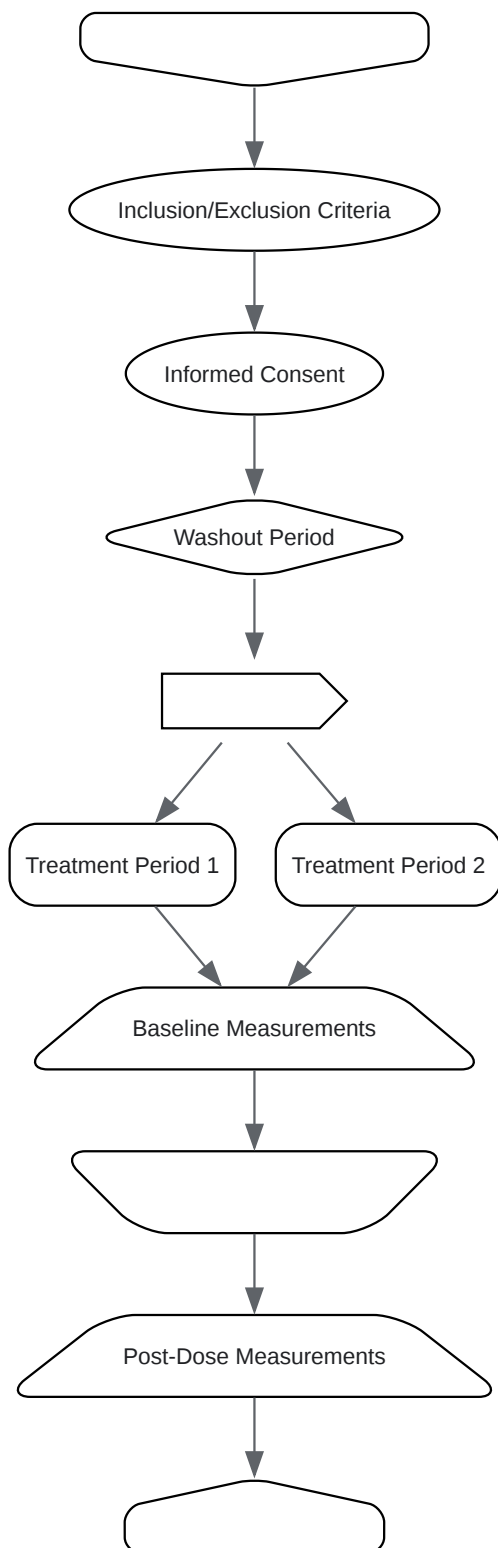 Inclusion/Exclusion Criteria
Informed Consent
Washout Period
Treatment Period 1
Treatment Period 2
Baseline Measurements
Post-Dose Measurements